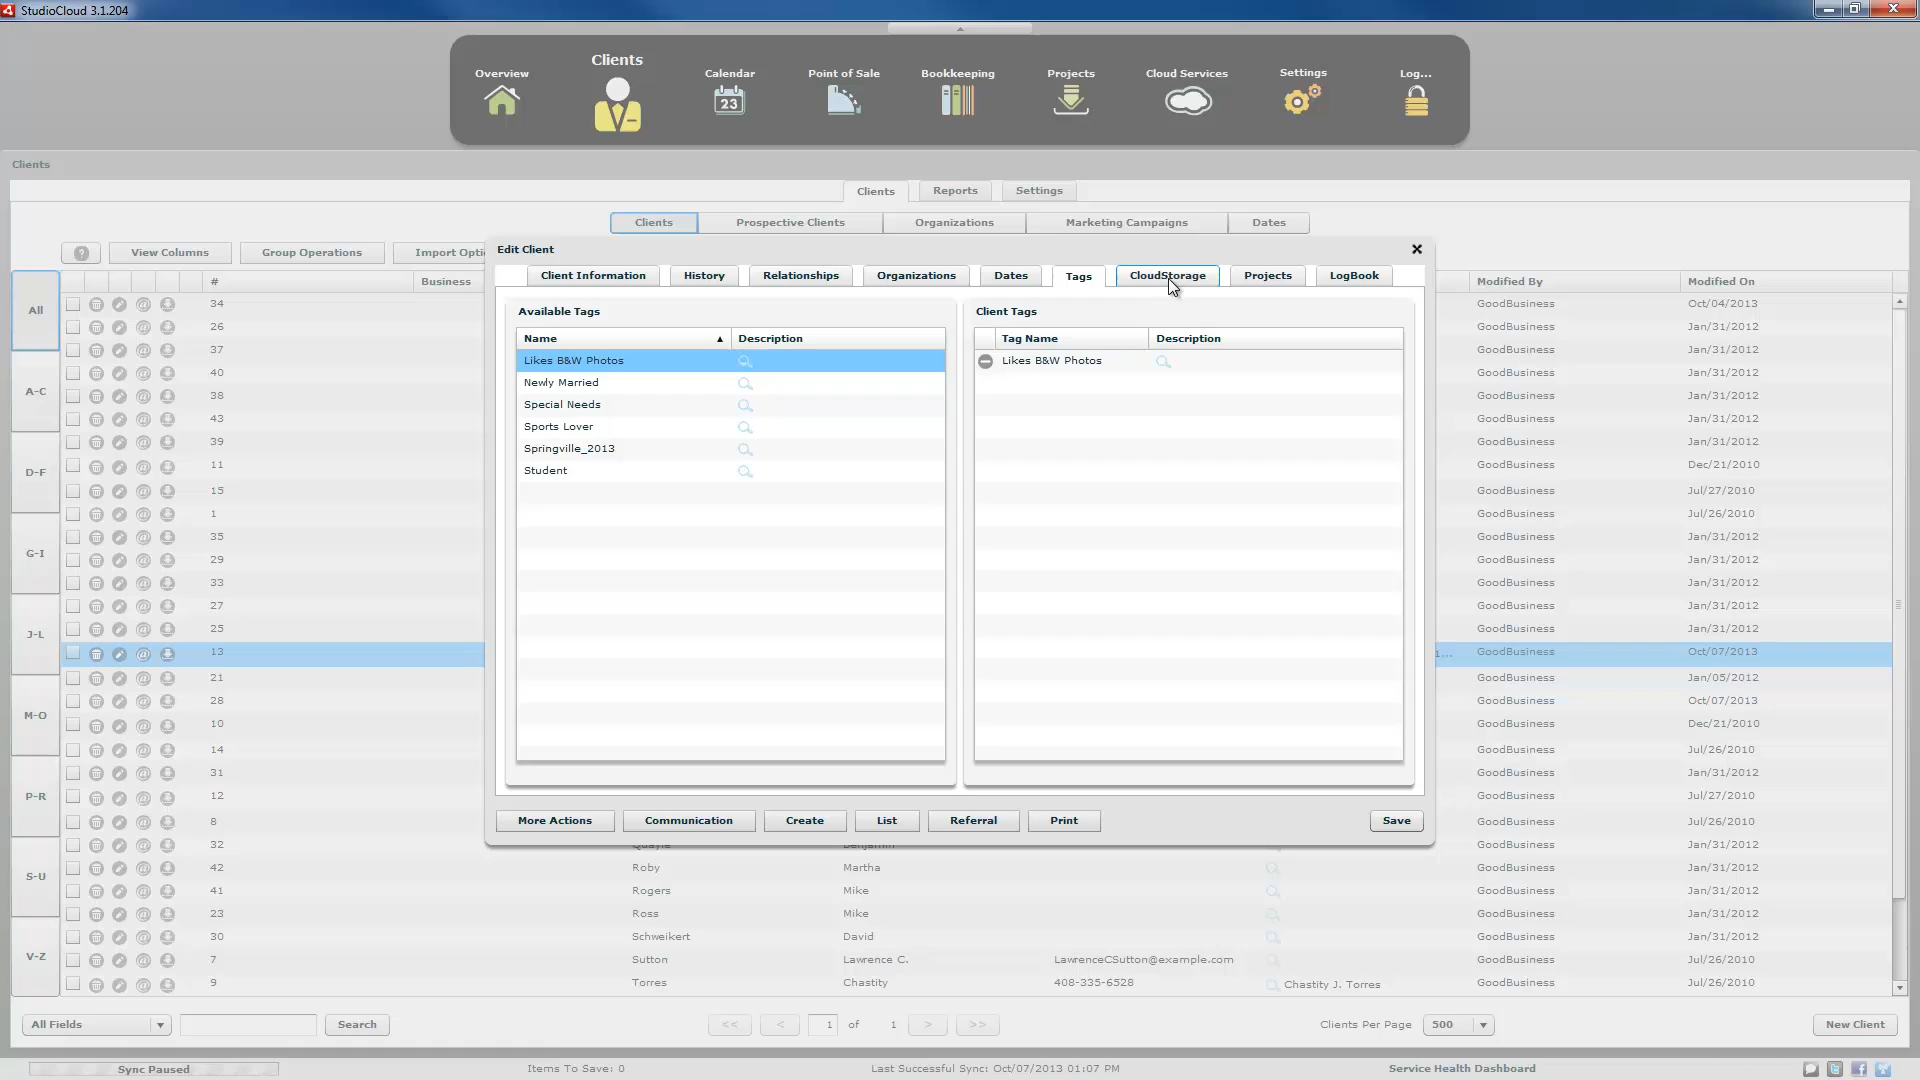 StudioCloud 3.1.204
Overview
Clients
Calendar
23
Point of Sale
Bookkeeping
Projects
Cloud Services
Settings
Log...
Clients
Clients Reports Settings
Clients Prospective Clients Organizations Marketing Campaigns Dates
? View Columns Group Operations Import Opti
Edit Client
Client Information History Relationships Organizations Dates Tags CloudStorage Projects LogBook
Available Tags
Name Description
Likes B&W Photos
Newly Married
Special Needs
Sports Lover
Springville_2013
Student
Client Tags
Tag Name Description
Likes B&W Photos
More Actions Communication Create List Referral Print Save
All
A-C
D-F
G-I
J-L
M-O
P-R
S-U
V-Z
# Business Modified By Modified On
34 GoodBusiness Oct/04/2013
26 GoodBusiness Jan/31/2012
37 GoodBusiness Jan/31/2012
40 GoodBusiness Jan/31/2012
38 GoodBusiness Jan/31/2012
43 GoodBusiness Jan/31/2012
39 GoodBusiness Jan/31/2012
11 GoodBusiness Dec/21/2010
15 GoodBusiness Jul/27/2010
1 GoodBusiness Jul/26/2010
35 GoodBusiness Jan/31/2012
29 GoodBusiness Jan/31/2012
33 GoodBusiness Jan/31/2012
27 GoodBusiness Jan/31/2012
25 GoodBusiness Jan/31/2012
13 1... GoodBusiness Oct/07/2013
21 GoodBusiness Jan/05/2012
28 GoodBusiness Oct/07/2013
10 GoodBusiness Dec/21/2010
14 GoodBusiness Jul/26/2010
31 GoodBusiness Jan/31/2012
12 GoodBusiness Jul/27/2010
8 GoodBusiness Jul/26/2010
32 Quayle Benjamin GoodBusiness Jan/31/2012
42 Roby Martha GoodBusiness Jan/31/2012
41 Rogers Mike GoodBusiness Jan/31/2012
23 Ross Mike GoodBusiness Jan/31/2012
30 Schweikert David GoodBusiness Jan/31/2012
7 Sutton Lawrence C. LawrenceCSutton@example.com GoodBusiness Jul/26/2010
9 Torres Chastity 408-335-6528 Chastity J. Torres GoodBusiness Jul/26/2010
All Fields Search << < 1 of 1 > >> Clients Per Page 500 New Client
Sync Paused Items To Save: 0 Last Successful Sync: Oct/07/2013 01:07 PM Service Health Dashboard